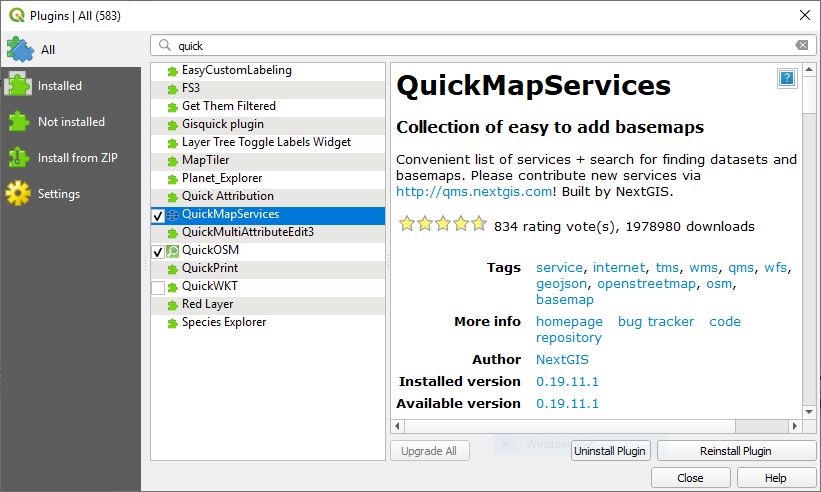 Plugins | All (583)
All
Installed
Not installed
Install from ZIP
Settings
quick
EasyCustomLabeling
FS3
Get Them Filtered
Gisquick plugin
Layer Tree Toggle Labels Widget
MapTiler
Planet_Explorer
Quick Attribution
QuickMapServices
QuickMultiAttributeEdit3
QuickOSM
QuickPrint
QuickWKT
Red Layer
Species Explorer
QuickMapServices
Collection of easy to add basemaps
Convenient list of services + search for finding datasets and
basemaps. Please contribute new services via
http://qms.nextgis.com! Built by NextGIS.
834 rating vote(s), 1978980 downloads
Tags service, internet, tms, wms, qms, wfs,
geojson, openstreetmap, osm,
basemap
More info homepage bug tracker code
repository
Author NextGIS
Installed version 0.19.11.1
Available version 0.19.11.1
Upgrade All
Uninstall Plugin
Reinstall Plugin
Close
Help